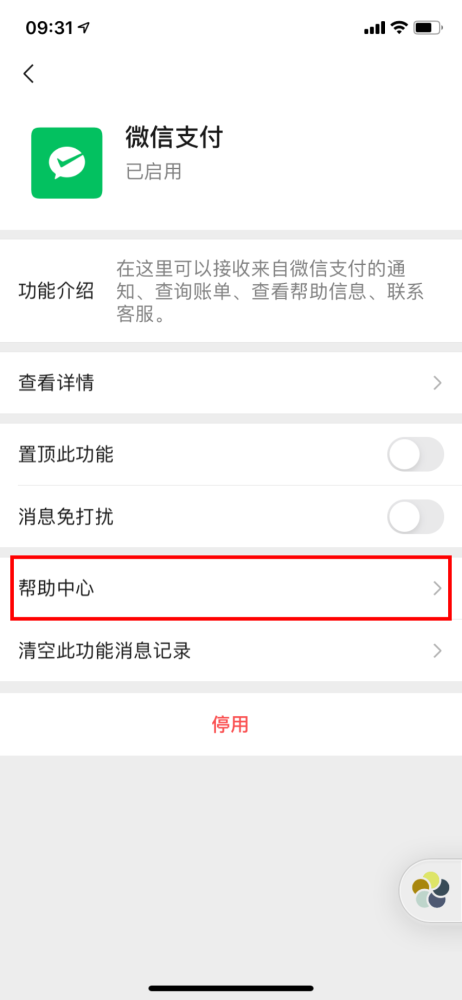 09:31
微信支付
已启用
功能介绍
在这里可以接收来自微信支付的通
知、查询账单、查看帮助信息、联系
客服。
查看详情
置顶此功能
消息免打扰
帮助中心
清空此功能消息记录
停用